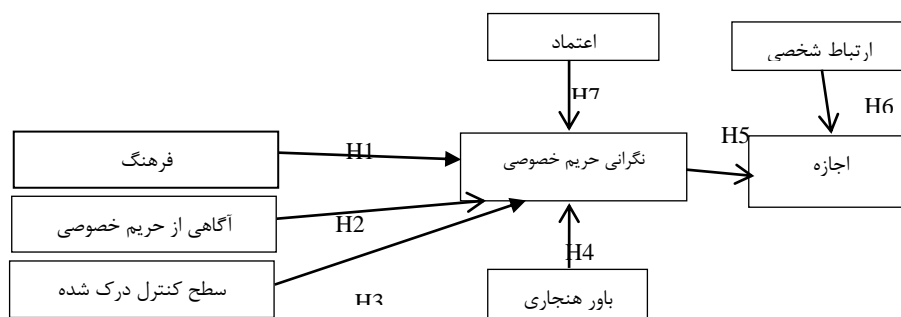 اعتماد
ارتباط شخصی
H7
H6
فرهنگ
H1
نگرانی حریم خصوصی
H5
اجازه
آگاهی از حریم خصوصی
H2
سطح کنترل درک شده
H3
H4
باور هنجاری